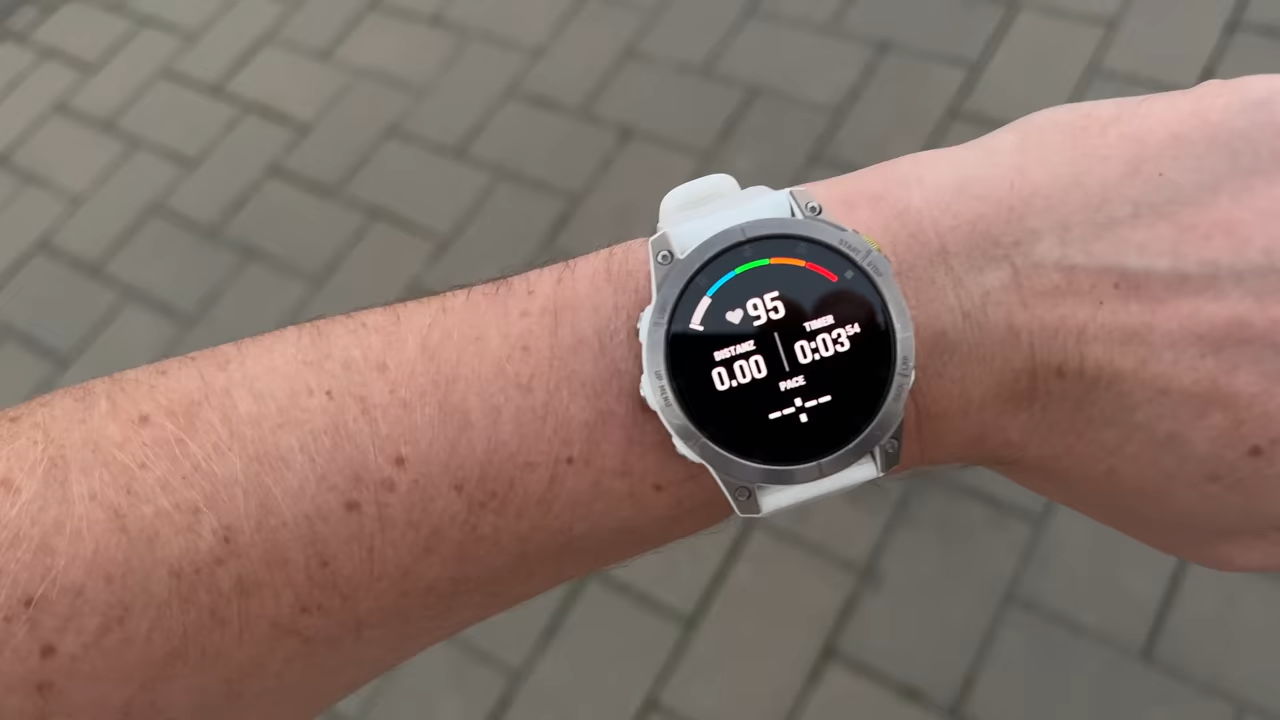 START STOP
95
DISTANZ
0.00
TIMER
0:03⁵⁴
PACE
--:--
UP MENU
LAP